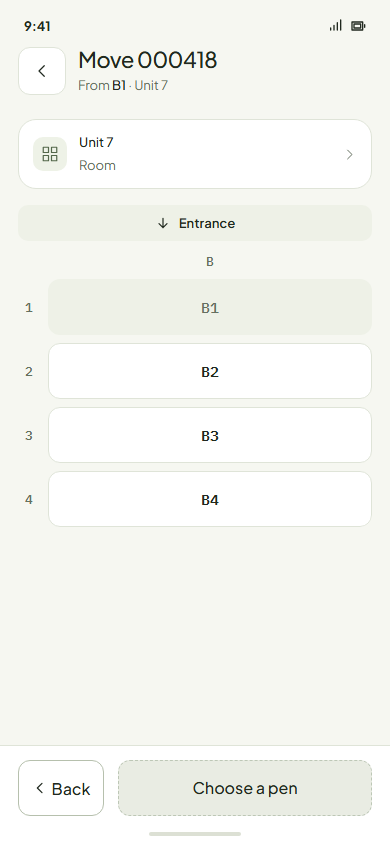 9:41
Move 000418
From B1 · Unit 7
Unit 7
Room
Entrance
B
1 B1
2 B2
3 B3
4 B4
Back Choose a pen